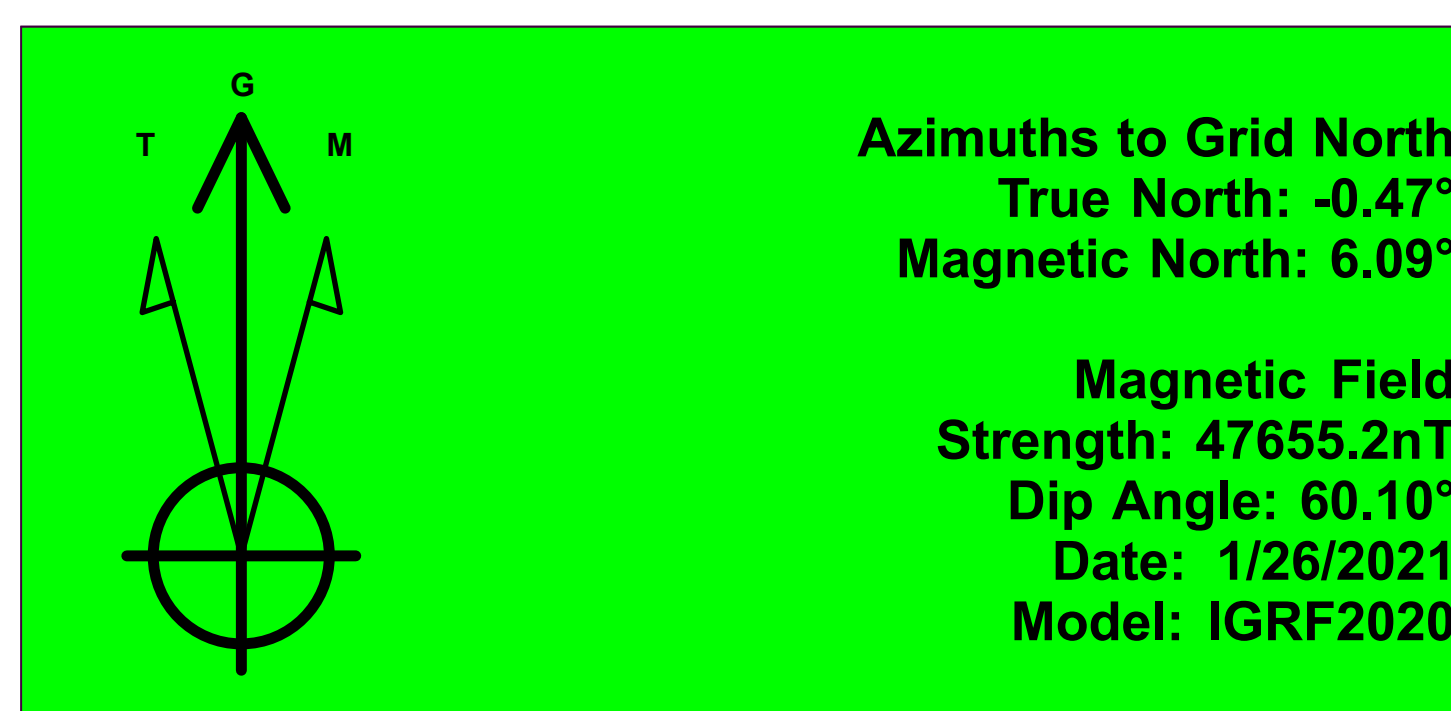 G
T M
Azimuths to Grid North
True North: -0.47°
Magnetic North: 6.09°
Magnetic Field
Strength: 47655.2nT
Dip Angle: 60.10°
Date: 1/26/2021
Model: IGRF2020